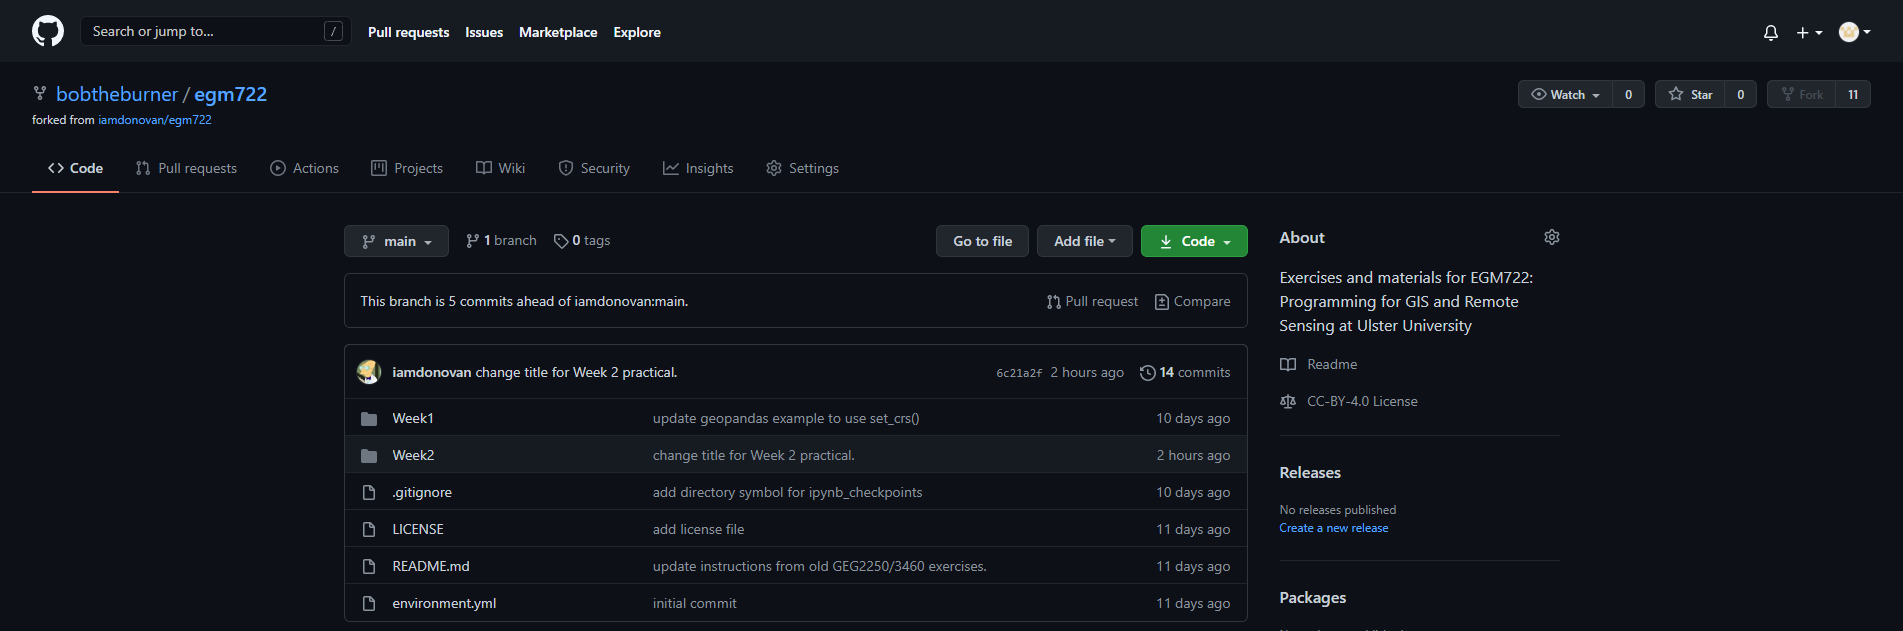 Search or jump to... /
Pull requests Issues Marketplace Explore
bobtheburner / egm722
forked from iamdonovan/egm722
Watch 0 Star 0 Fork 11
Code Pull requests Actions Projects Wiki Security Insights Settings
main 1 branch 0 tags Go to file Add file Code
This branch is 5 commits ahead of iamdonovan:main. Pull request Compare
iamdonovan change title for Week 2 practical. 6c21a2f 2 hours ago 14 commits
Week1 update geopandas example to use set_crs() 10 days ago
Week2 change title for Week 2 practical. 2 hours ago
.gitignore add directory symbol for ipynb_checkpoints 10 days ago
LICENSE add license file 11 days ago
README.md update instructions from old GEG2250/3460 exercises. 11 days ago
environment.yml initial commit 11 days ago
About
Exercises and materials for EGM722:
Programming for GIS and Remote
Sensing at Ulster University
Readme
CC-BY-4.0 License
Releases
No releases published
Create a new release
Packages